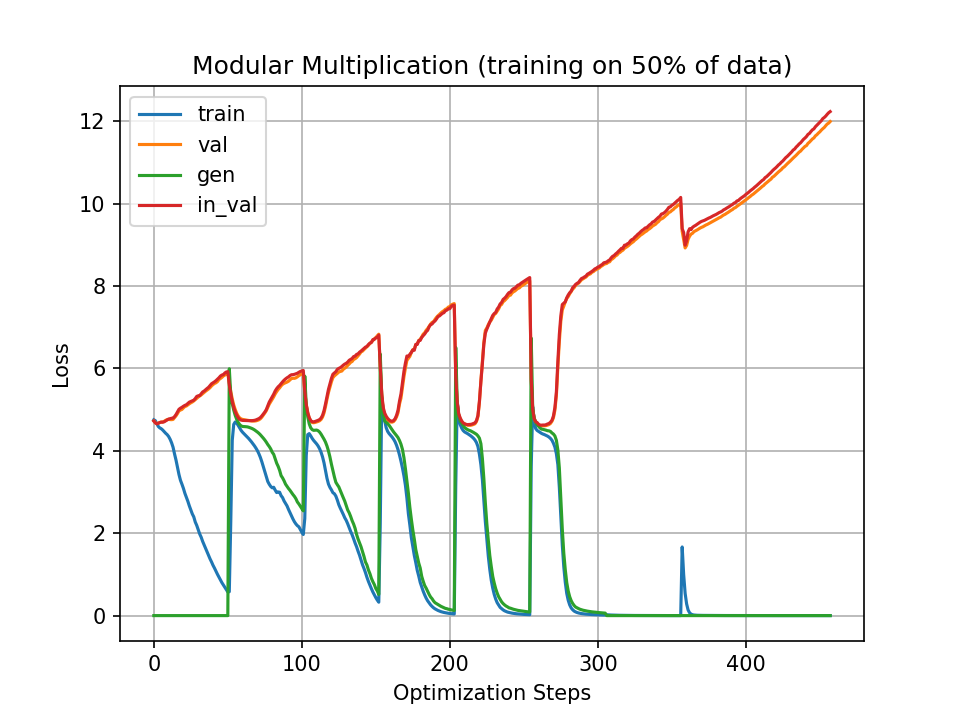 Modular Multiplication (training on 50% of data)
train
val
gen
in_val
12
10
8
6
4
2
0
Loss
0
100
200
300
400
Optimization Steps